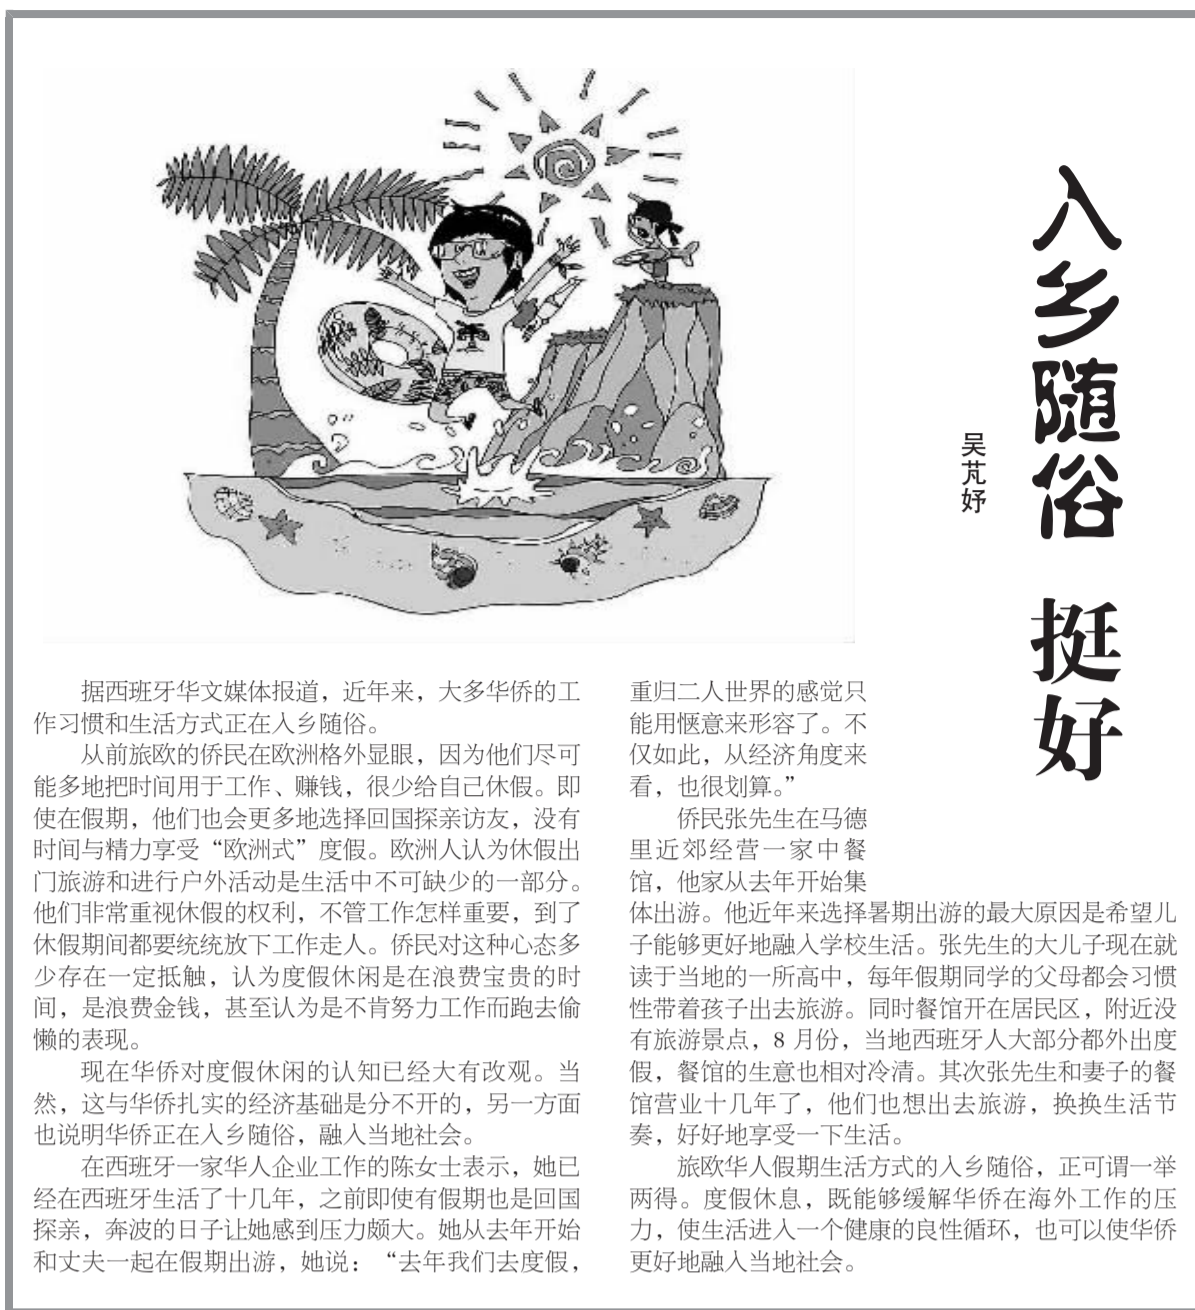 入乡随俗 挺好
吴芃妤
据西班牙华文媒体报道，近年来，大多华侨的工
作习惯和生活方式正在入乡随俗。
从前旅欧的侨民在欧洲格外显眼，因为他们尽可
能多地把时间用于工作、赚钱，很少给自己休假。即
使在假期，他们也会更多地选择回国探亲访友，没有
时间与精力享受“欧洲式”度假。欧洲人认为休假出
门旅游和进行户外活动是生活中不可缺少的一部分。
他们非常重视休假的权利，不管工作怎样重要，到了
休假期间都要统统放下工作走人。侨民对这种心态多
少存在一定抵触，认为度假休闲是在浪费宝贵的时
间，是浪费金钱，甚至认为是不肯努力工作而跑去偷
懒的表现。
现在华侨对度假休闲的认知已经大有改观。当
然，这与华侨扎实的经济基础是分不开的，另一方面
也说明华侨正在入乡随俗，融入当地社会。
在西班牙一家华人企业工作的陈女士表示，她已
经在西班牙生活了十几年，之前即使有假期也是回国
探亲，奔波的日子让她感到压力颇大。她从去年开始
和丈夫一起在假期出游，她说：“去年我们去度假，
重归二人世界的感觉只
能用惬意来形容了。不
仅如此，从经济角度来
看，也很划算。”
侨民张先生在马德
里近郊经营一家中餐
馆，他家从去年开始集
体出游。他近年来选择暑期出游的最大原因是希望儿
子能够更好地融入学校生活。张先生的大儿子现在就
读于当地的一所高中，每年假期同学的父母都会习惯
性带着孩子出去旅游。同时餐馆开在居民区，附近没
有旅游景点，8 月份，当地西班牙人大部分都外出度
假，餐馆的生意也相对冷清。其次张先生和妻子的餐
馆营业十几年了，他们也想出去旅游，换换生活节
奏，好好地享受一下生活。
旅欧华人假期生活方式的入乡随俗，正可谓一举
两得。度假休息，既能够缓解华侨在海外工作的压
力，使生活进入一个健康的良性循环，也可以使华侨
更好地融入当地社会。